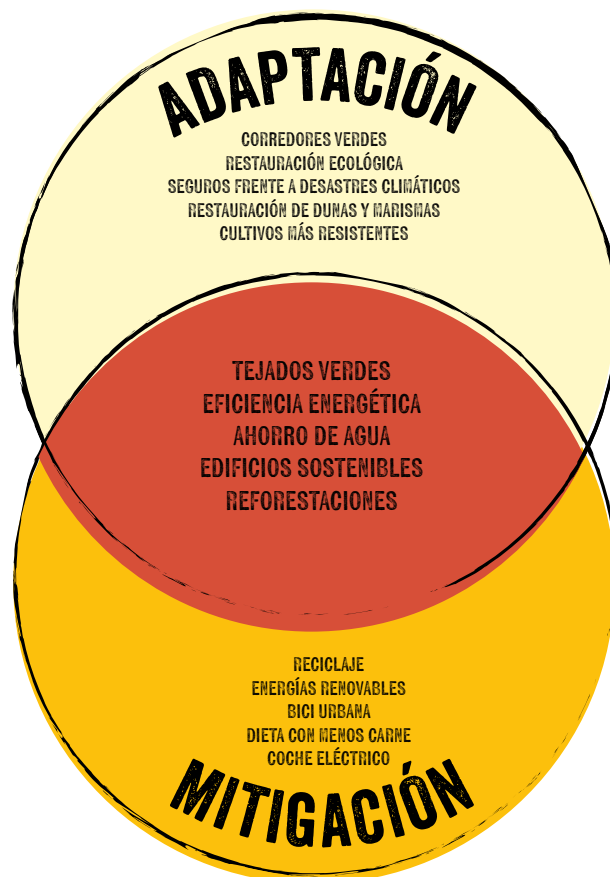 ADAPTACIÓN
CORREDORES VERDES
RESTAURACIÓN ECOLÓGICA
SEGUROS FRENTE A DESASTRES CLIMÁTICOS
RESTAURACIÓN DE DUNAS Y MARISMAS
CULTIVOS MÁS RESISTENTES
TEJADOS VERDES
EFICIENCIA ENERGÉTICA
AHORRO DE AGUA
EDIFICIOS SOSTENIBLES
REFORESTACIONES
RECICLAJE
ENERGÍAS RENOVABLES
BICI URBANA
DIETA CON MENOS CARNE
COCHE ELÉCTRICO
MITIGACIÓN